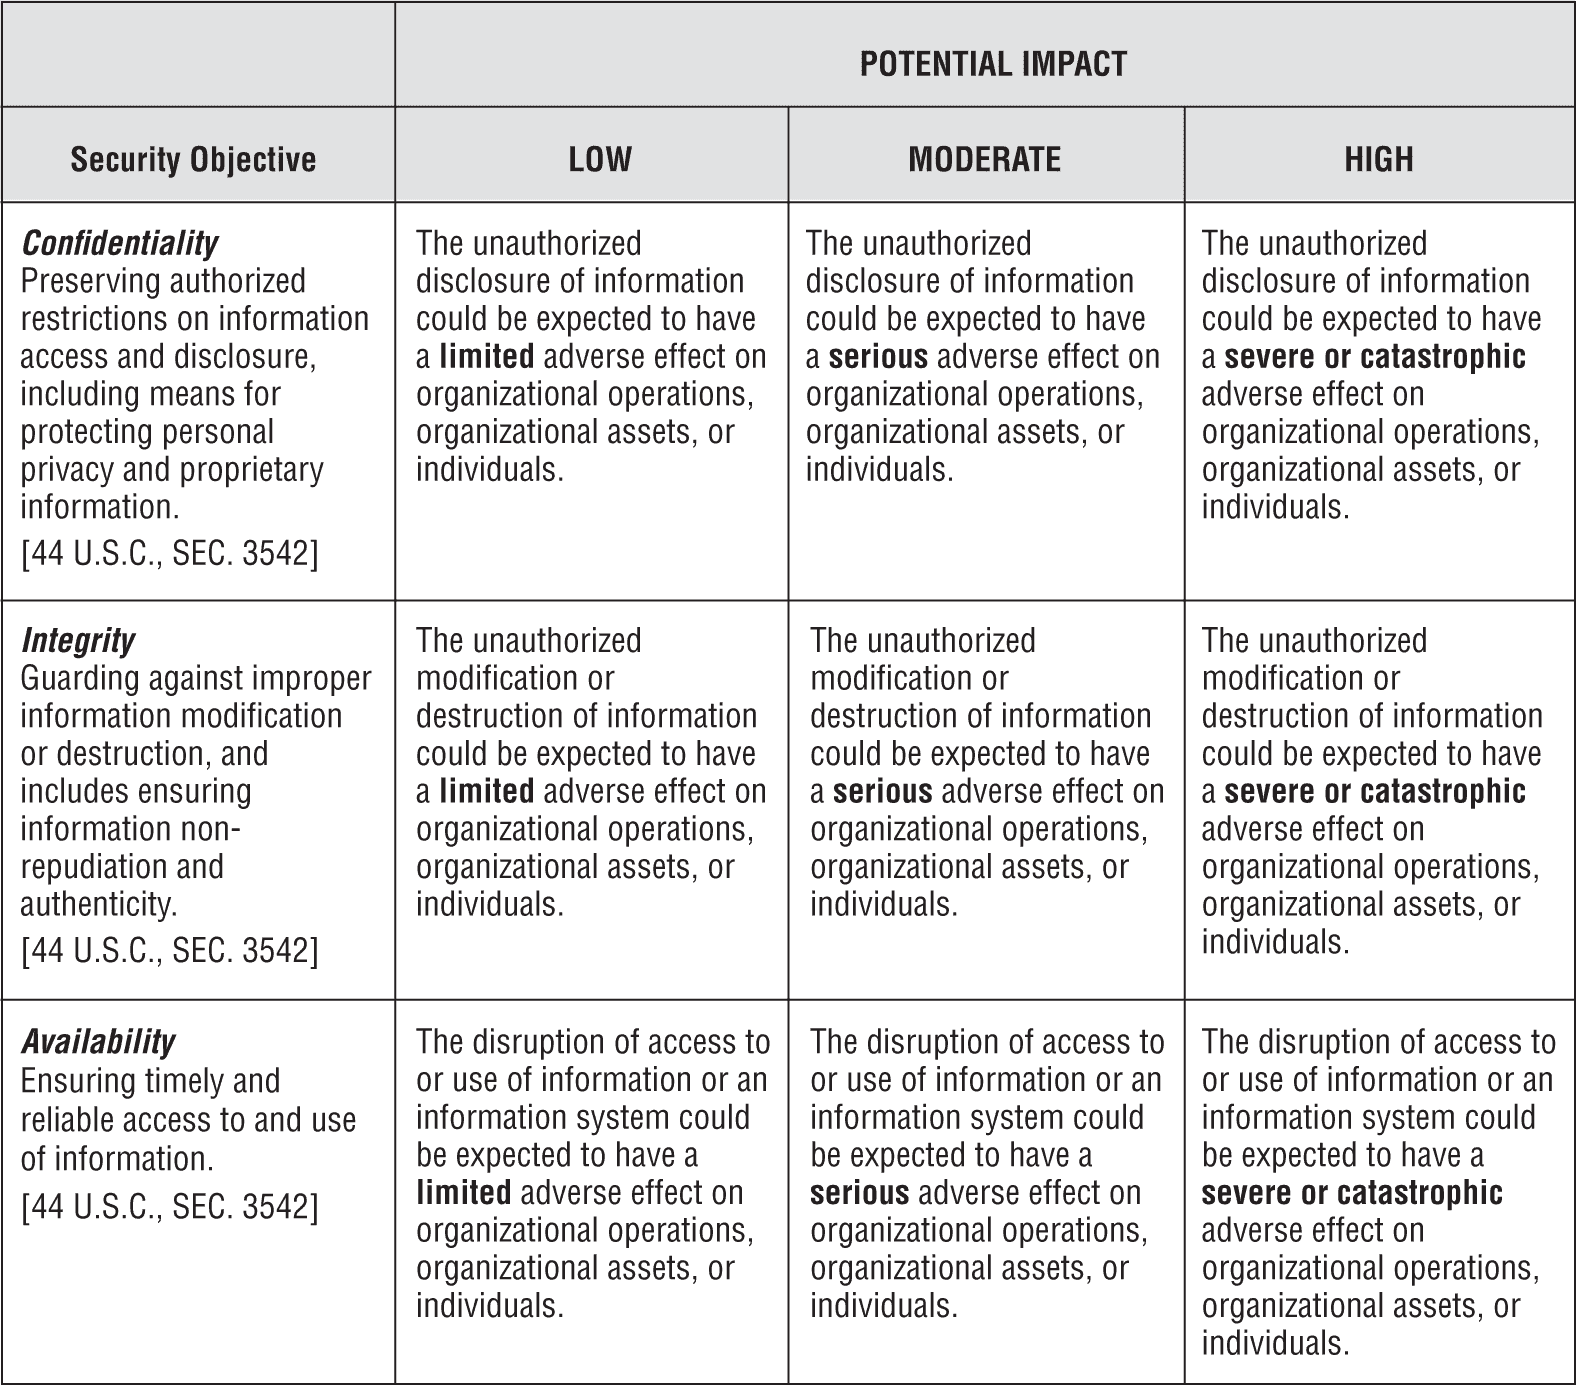 POTENTIAL IMPACT
Security Objective
LOW
MODERATE
HIGH
Confidentiality
Preserving authorized
restrictions on information
access and disclosure,
including means for
protecting personal
privacy and proprietary
information.
[44 U.S.C., SEC. 3542]
The unauthorized
disclosure of information
could be expected to have
a limited adverse effect on
organizational operations,
organizational assets, or
individuals.
The unauthorized
disclosure of information
could be expected to have
a serious adverse effect on
organizational operations,
organizational assets, or
individuals.
The unauthorized
disclosure of information
could be expected to have
a severe or catastrophic
adverse effect on
organizational operations,
organizational assets, or
individuals.
Integrity
Guarding against improper
information modification
or destruction, and
includes ensuring
information non-
repudiation and
authenticity.
[44 U.S.C., SEC. 3542]
The unauthorized
modification or
destruction of information
could be expected to have
a limited adverse effect on
organizational operations,
organizational assets, or
individuals.
The unauthorized
modification or
destruction of information
could be expected to have
a serious adverse effect on
organizational operations,
organizational assets, or
individuals.
The unauthorized
modification or
destruction of information
could be expected to have
a severe or catastrophic
adverse effect on
organizational operations,
organizational assets, or
individuals.
Availability
Ensuring timely and
reliable access to and use
of information.
[44 U.S.C., SEC. 3542]
The disruption of access to
or use of information or an
information system could
be expected to have a
limited adverse effect on
organizational operations,
organizational assets, or
individuals.
The disruption of access to
or use of information or an
information system could
be expected to have a
serious adverse effect on
organizational operations,
organizational assets, or
individuals.
The disruption of access to
or use of information or an
information system could
be expected to have a
severe or catastrophic
adverse effect on
organizational operations,
organizational assets, or
individuals.